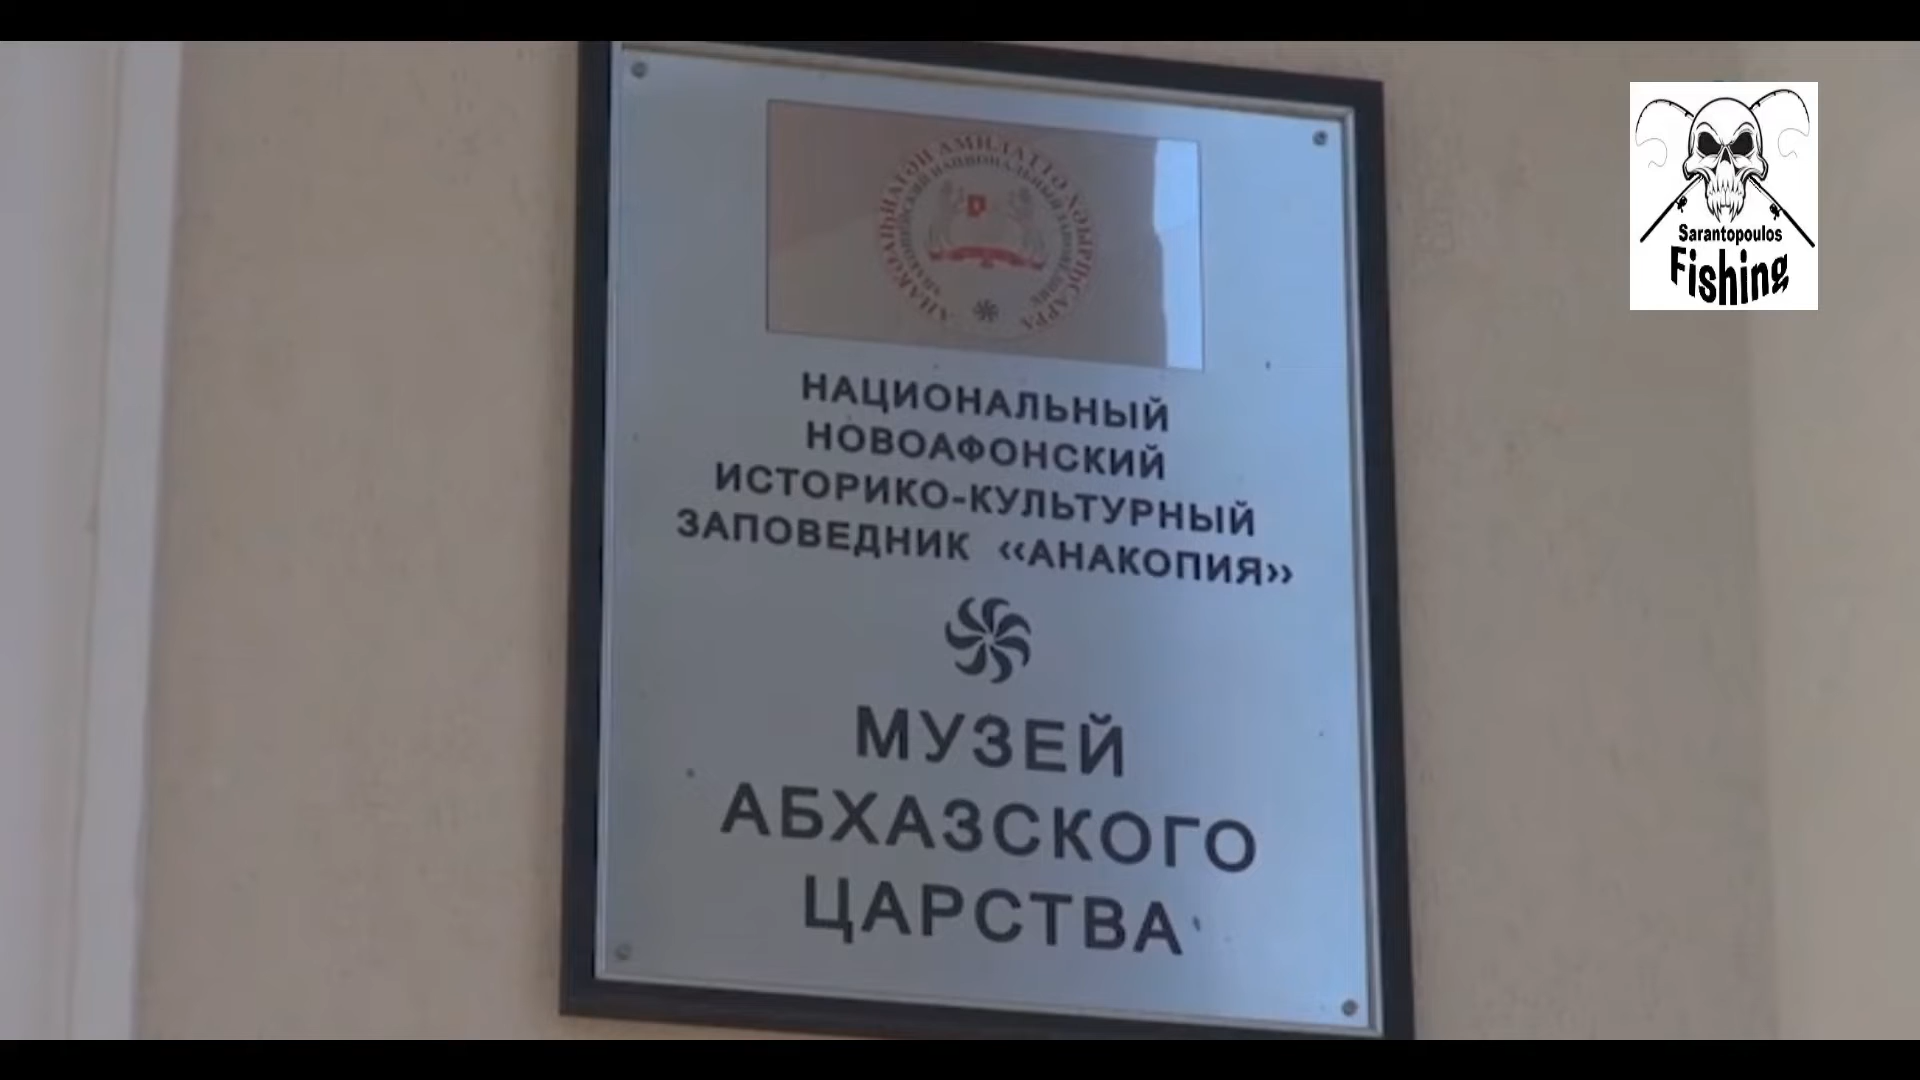 НАЦИОНАЛЬНЫЙ
НОВОАФОНСКИЙ
ИСТОРИКО-КУЛЬТУРНЫЙ
ЗАПОВЕДНИК «АНАКОПИЯ»
МУЗЕЙ
АБХАЗСКОГО
ЦАРСТВА
Sarantopoulos
Fishing